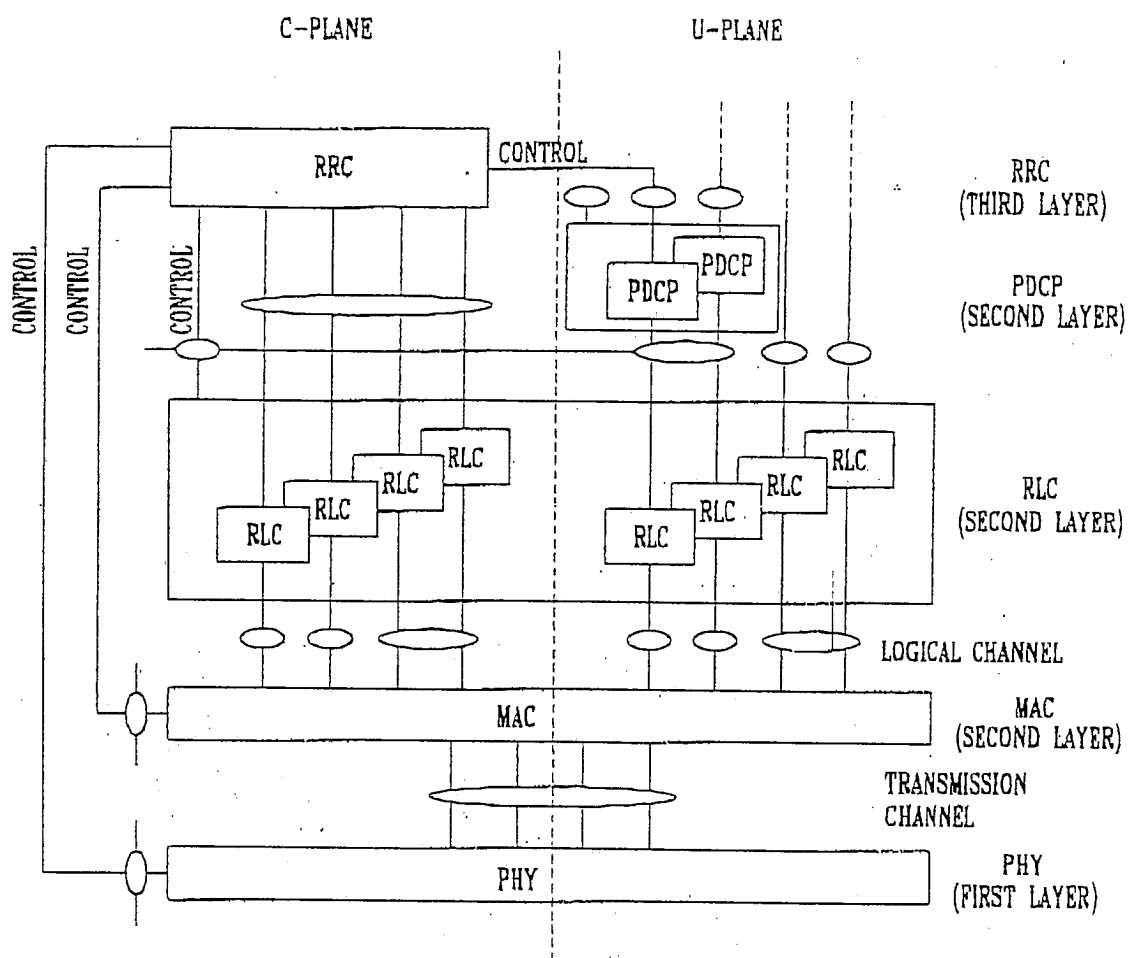 C-PLANE
U-PLANE
RRC
CONTROL
RRC
(THIRD LAYER)
CONTROL
CONTROL
CONTROL
PDCP
PDCP
PDCP
(SECOND LAYER)
RLC
RLC
RLC
RLC
RLC
RLC
RLC
RLC
RLC
(SECOND LAYER)
LOGICAL CHANNEL
MAC
MAC
(SECOND LAYER)
TRANSMISSION
CHANNEL
PHY
PHY
(FIRST LAYER)